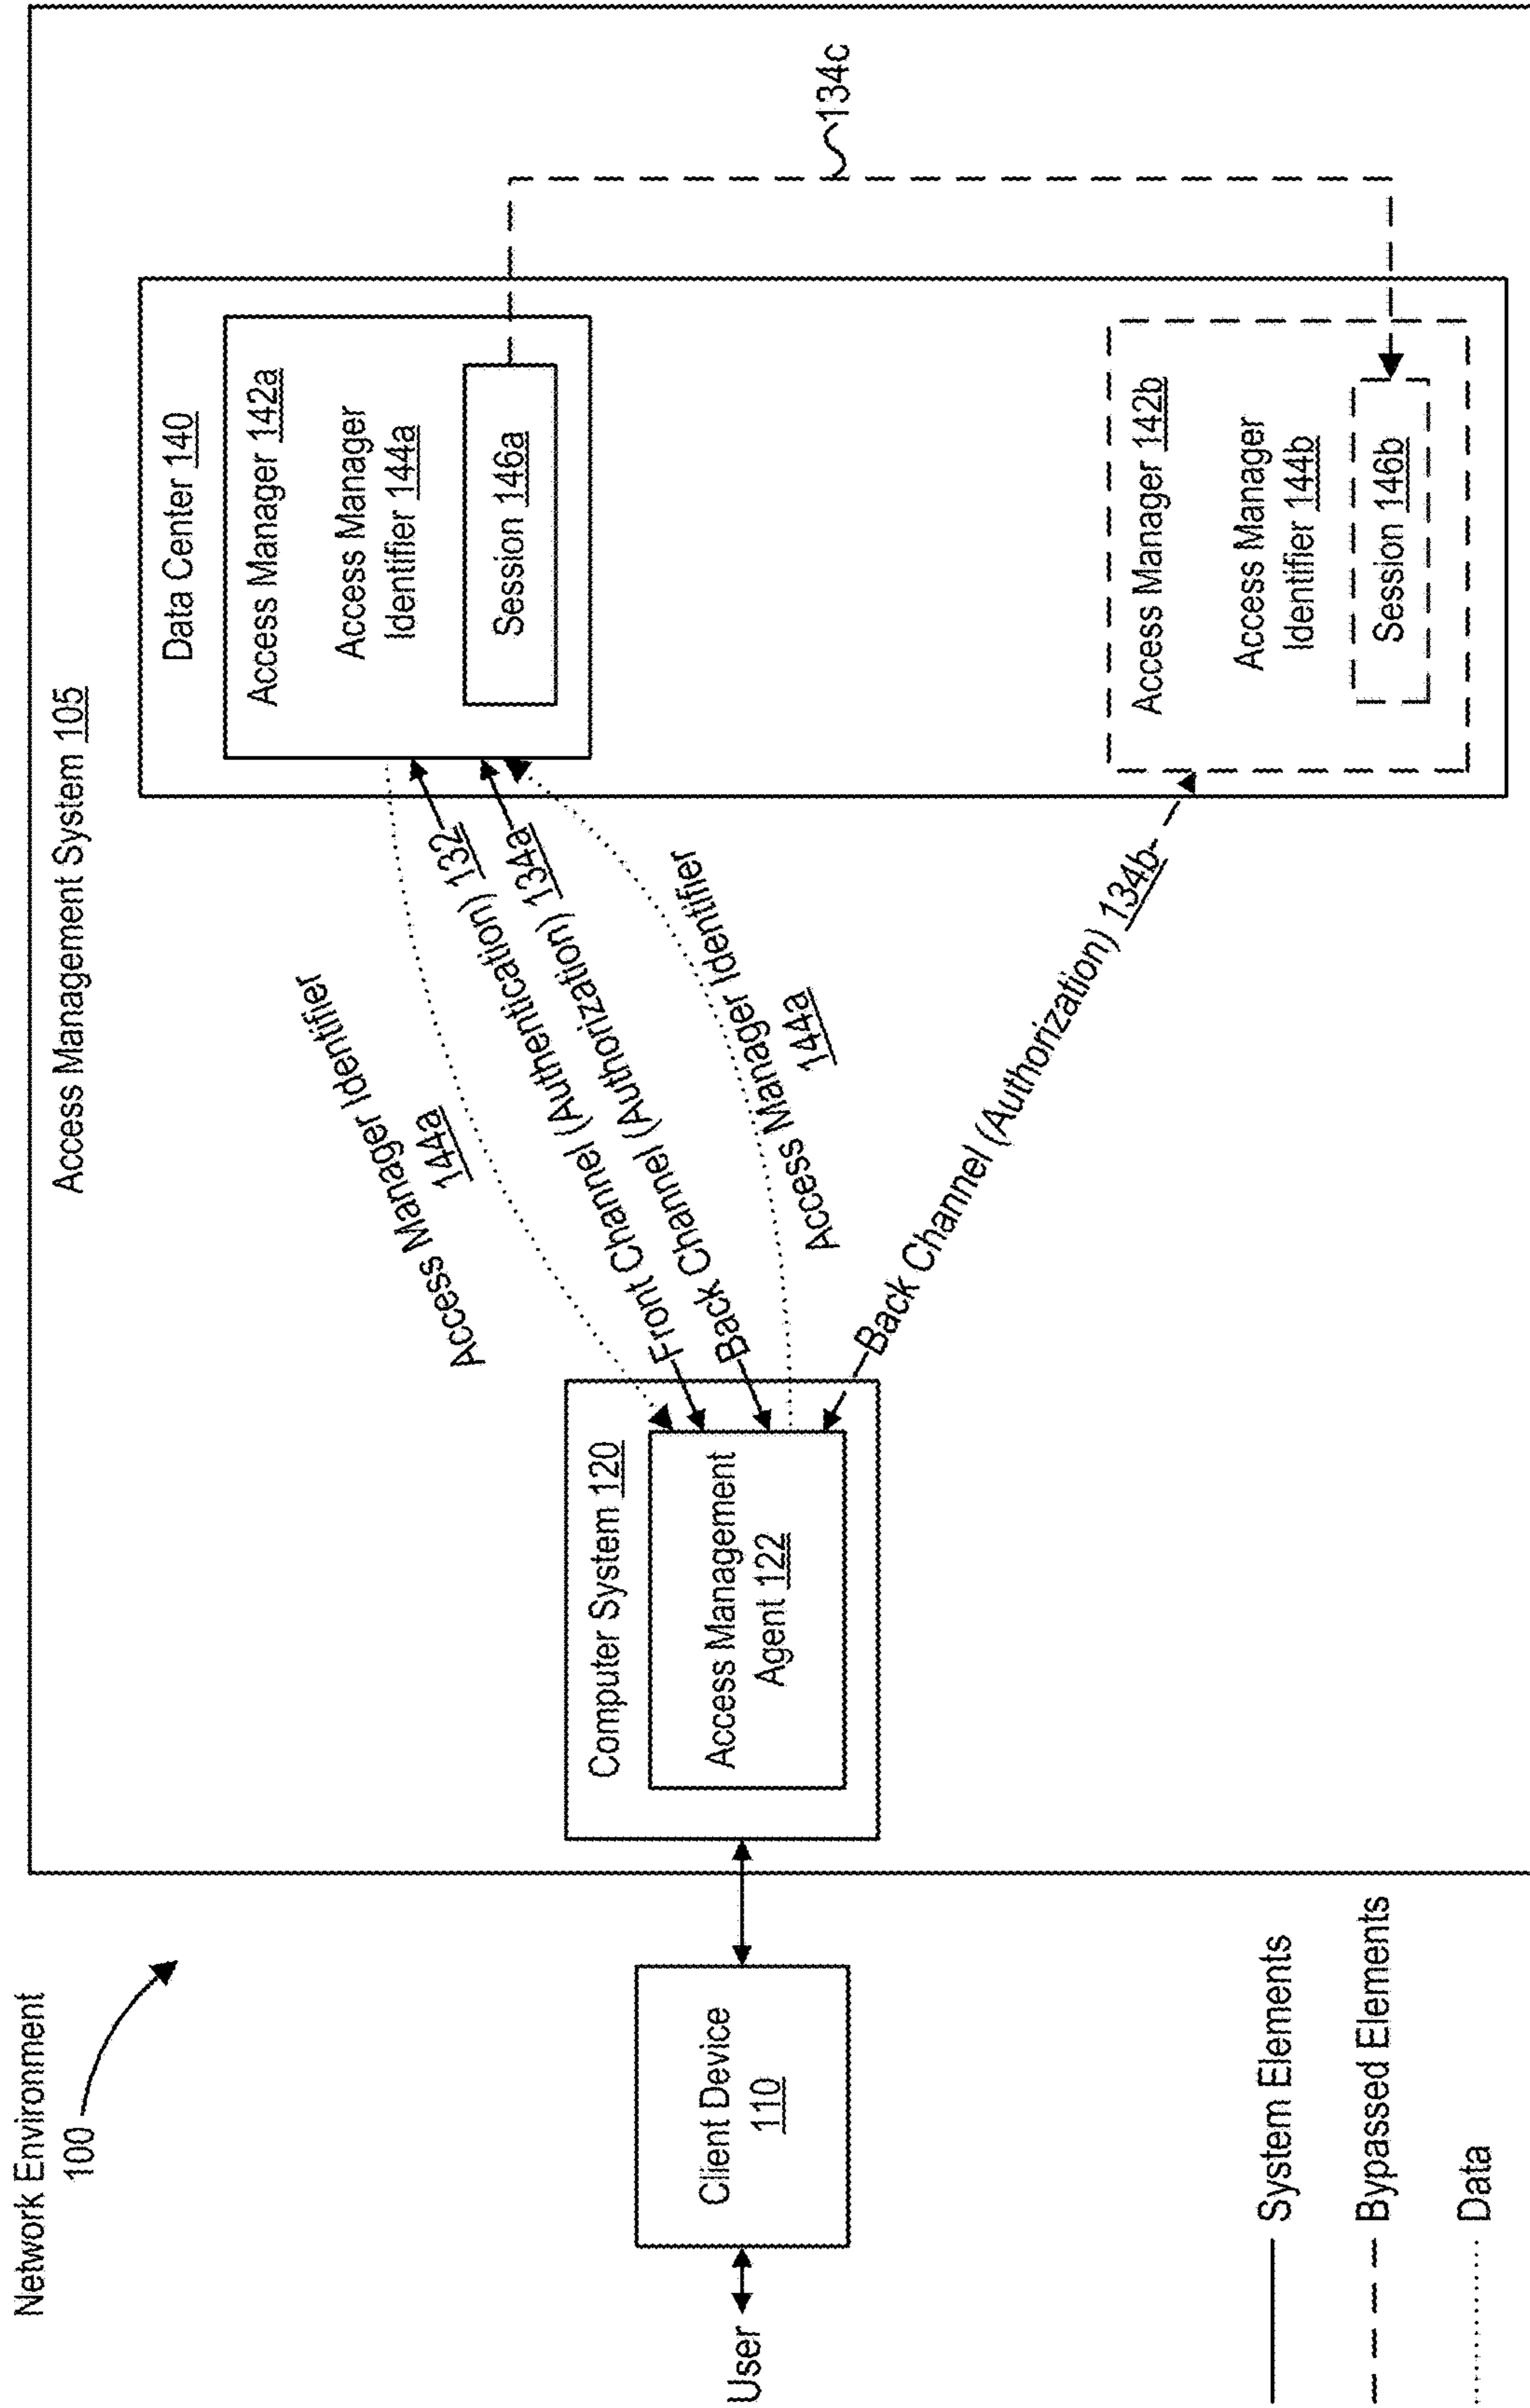 Network Environment
100
Access Management System 105
User
Client Device
110
Computer System 120
Access Management
Agent 122
Access Manager Identifier
144a
Front Channel (Authentication) 132
Back Channel (Authorization) 134a
Access Manager Identifier
144a
Back Channel (Authorization) 134b
Data Center 140
Access Manager 142a
Access Manager
Identifier 144a
Session 146a
Access Manager 142b
Access Manager
Identifier 144b
Session 146b
134c
System Elements
Bypassed Elements
Data